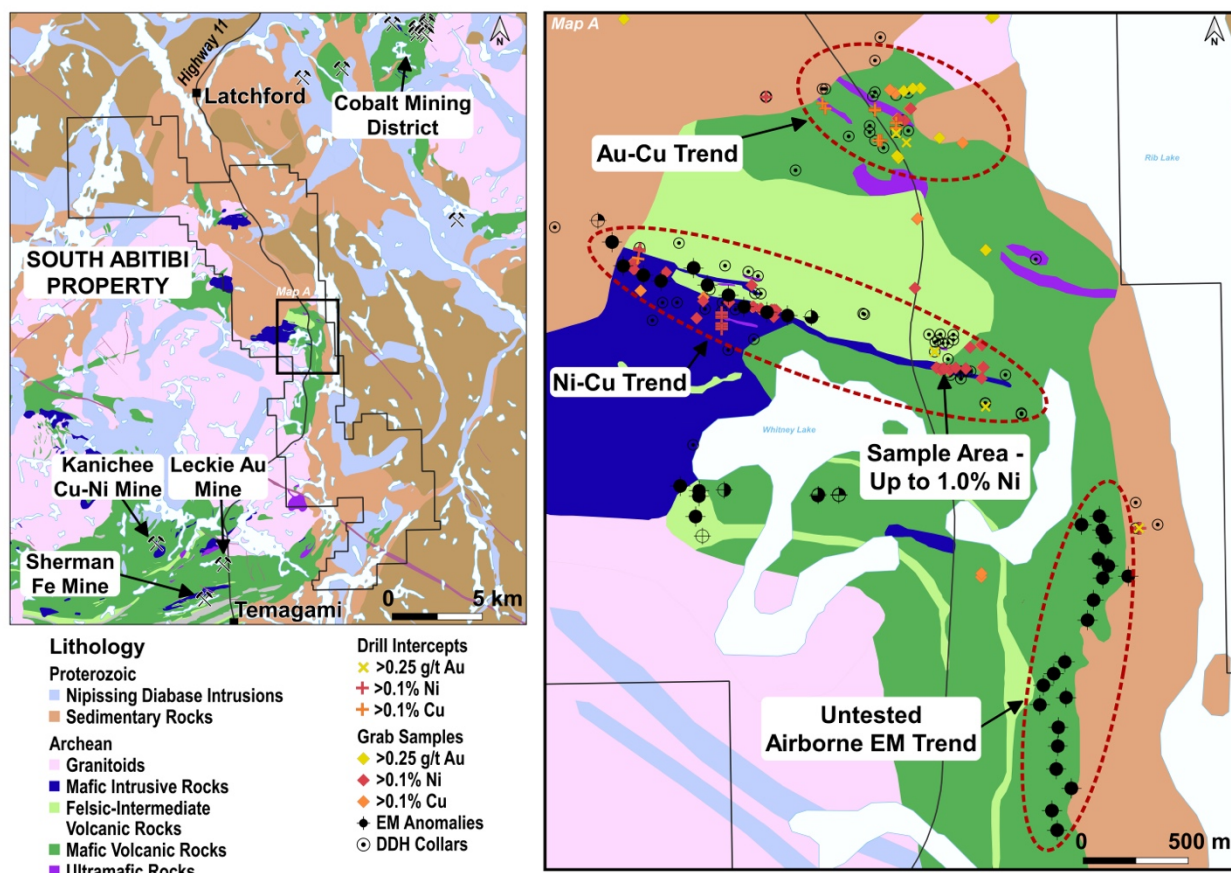 N
Highway 11
Latchford
Cobalt Mining
District
SOUTH ABITIBI
PROPERTY
Map A
Kanichee
Cu-Ni Mine
Leckie Au
Mine
Sherman
Fe Mine
Temagami
0 5 km
Lithology
Proterozoic
Nipissing Diabase Intrusions
Sedimentary Rocks
Archean
Granitoids
Mafic Intrusive Rocks
Felsic-Intermediate
Volcanic Rocks
Mafic Volcanic Rocks
Ultramafic Rocks
Drill Intercepts
>0.25 g/t Au
>0.1% Ni
>0.1% Cu
Grab Samples
>0.25 g/t Au
>0.1% Ni
>0.1% Cu
EM Anomalies
DDH Collars
Map A
N
Au-Cu Trend
Rib Lake
Ni-Cu Trend
Whitney Lake
Sample Area -
Up to 1.0% Ni
Untested
Airborne EM Trend
0 500 m